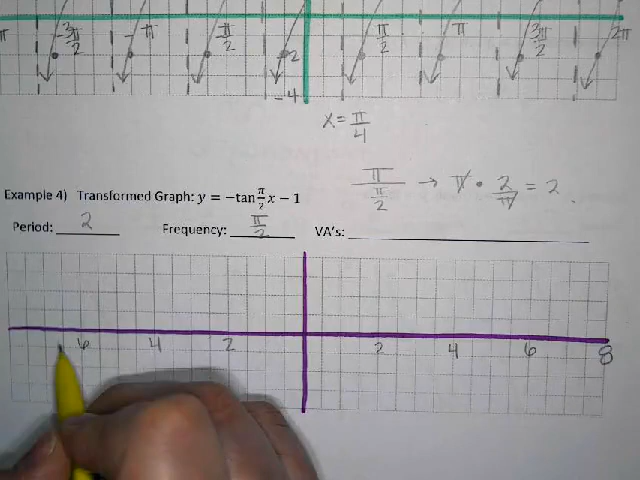 π -3π/2 -π -π/2 π/2 π 3π/2 2π
-2
-4
x = π/4
π/(π/2) → π · 2/π = 2
Example 4) Transformed Graph: y = −tan π/2 x − 1
Period: 2 Frequency: π/2 VA's:
6 4 2 2 4 6 8